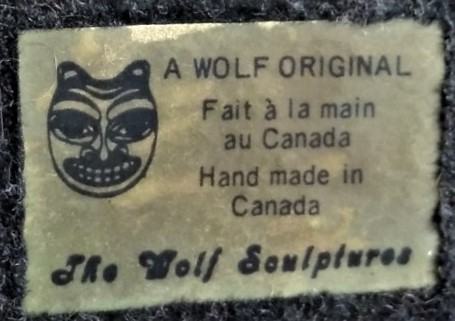 A WOLF ORIGINAL
Fait à la main
au Canada
Hand made in
Canada
The Wolf Sculptures